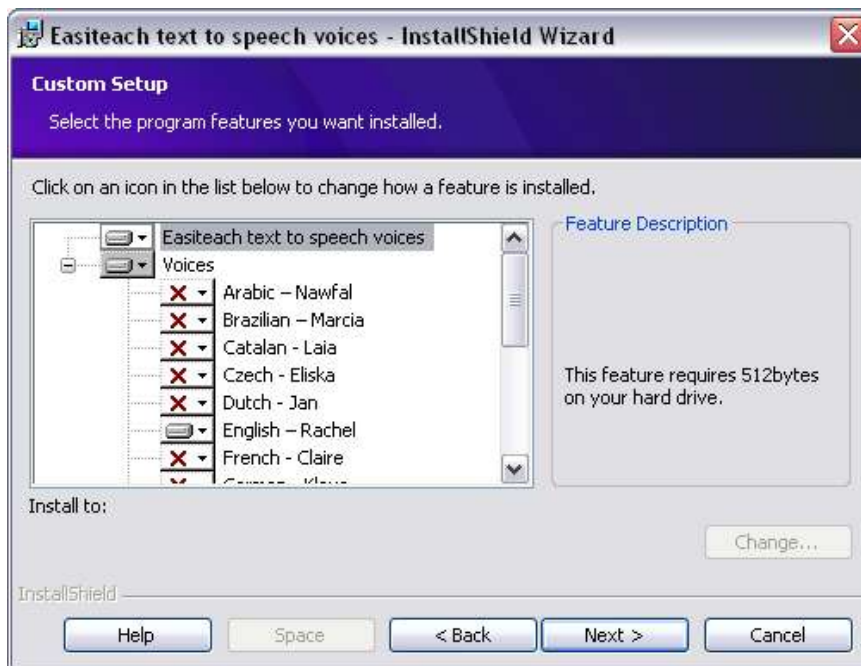 Easiteach text to speech voices - InstallShield Wizard
Custom Setup
Select the program features you want installed.
Click on an icon in the list below to change how a feature is installed.
Easiteach text to speech voices
Voices
Arabic – Nawfal
Brazilian – Marcia
Catalan - Laia
Czech - Eliska
Dutch - Jan
English – Rachel
French - Claire
Feature Description
This feature requires 512bytes
on your hard drive.
Install to:
Change...
InstallShield
Help
Space
< Back
Next >
Cancel